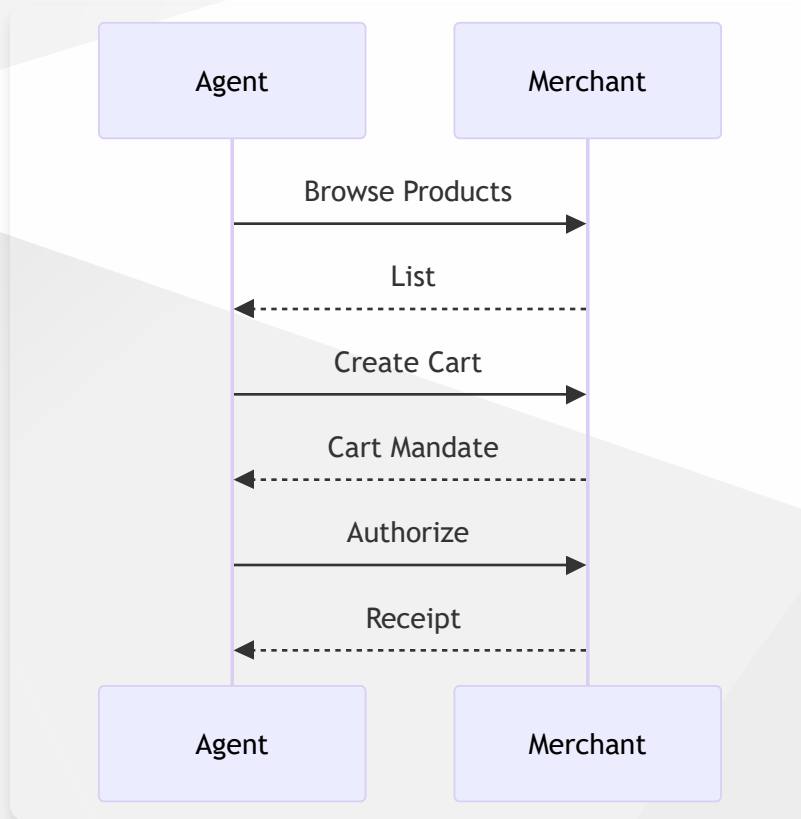 Agent
Merchant
Browse Products
List
Create Cart
Cart Mandate
Authorize
Receipt
Agent
Merchant